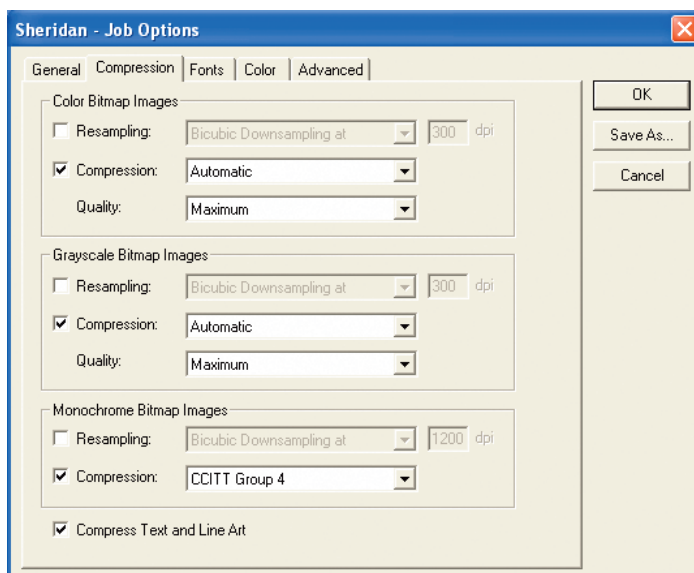 Sheridan - Job Options
General Compression Fonts Color Advanced
Color Bitmap Images
Resampling: Bicubic Downsampling at 300 dpi
Compression: Automatic
Quality: Maximum
Grayscale Bitmap Images
Resampling: Bicubic Downsampling at 300 dpi
Compression: Automatic
Quality: Maximum
Monochrome Bitmap Images
Resampling: Bicubic Downsampling at 1200 dpi
Compression: CCITT Group 4
Compress Text and Line Art
OK
Save As...
Cancel